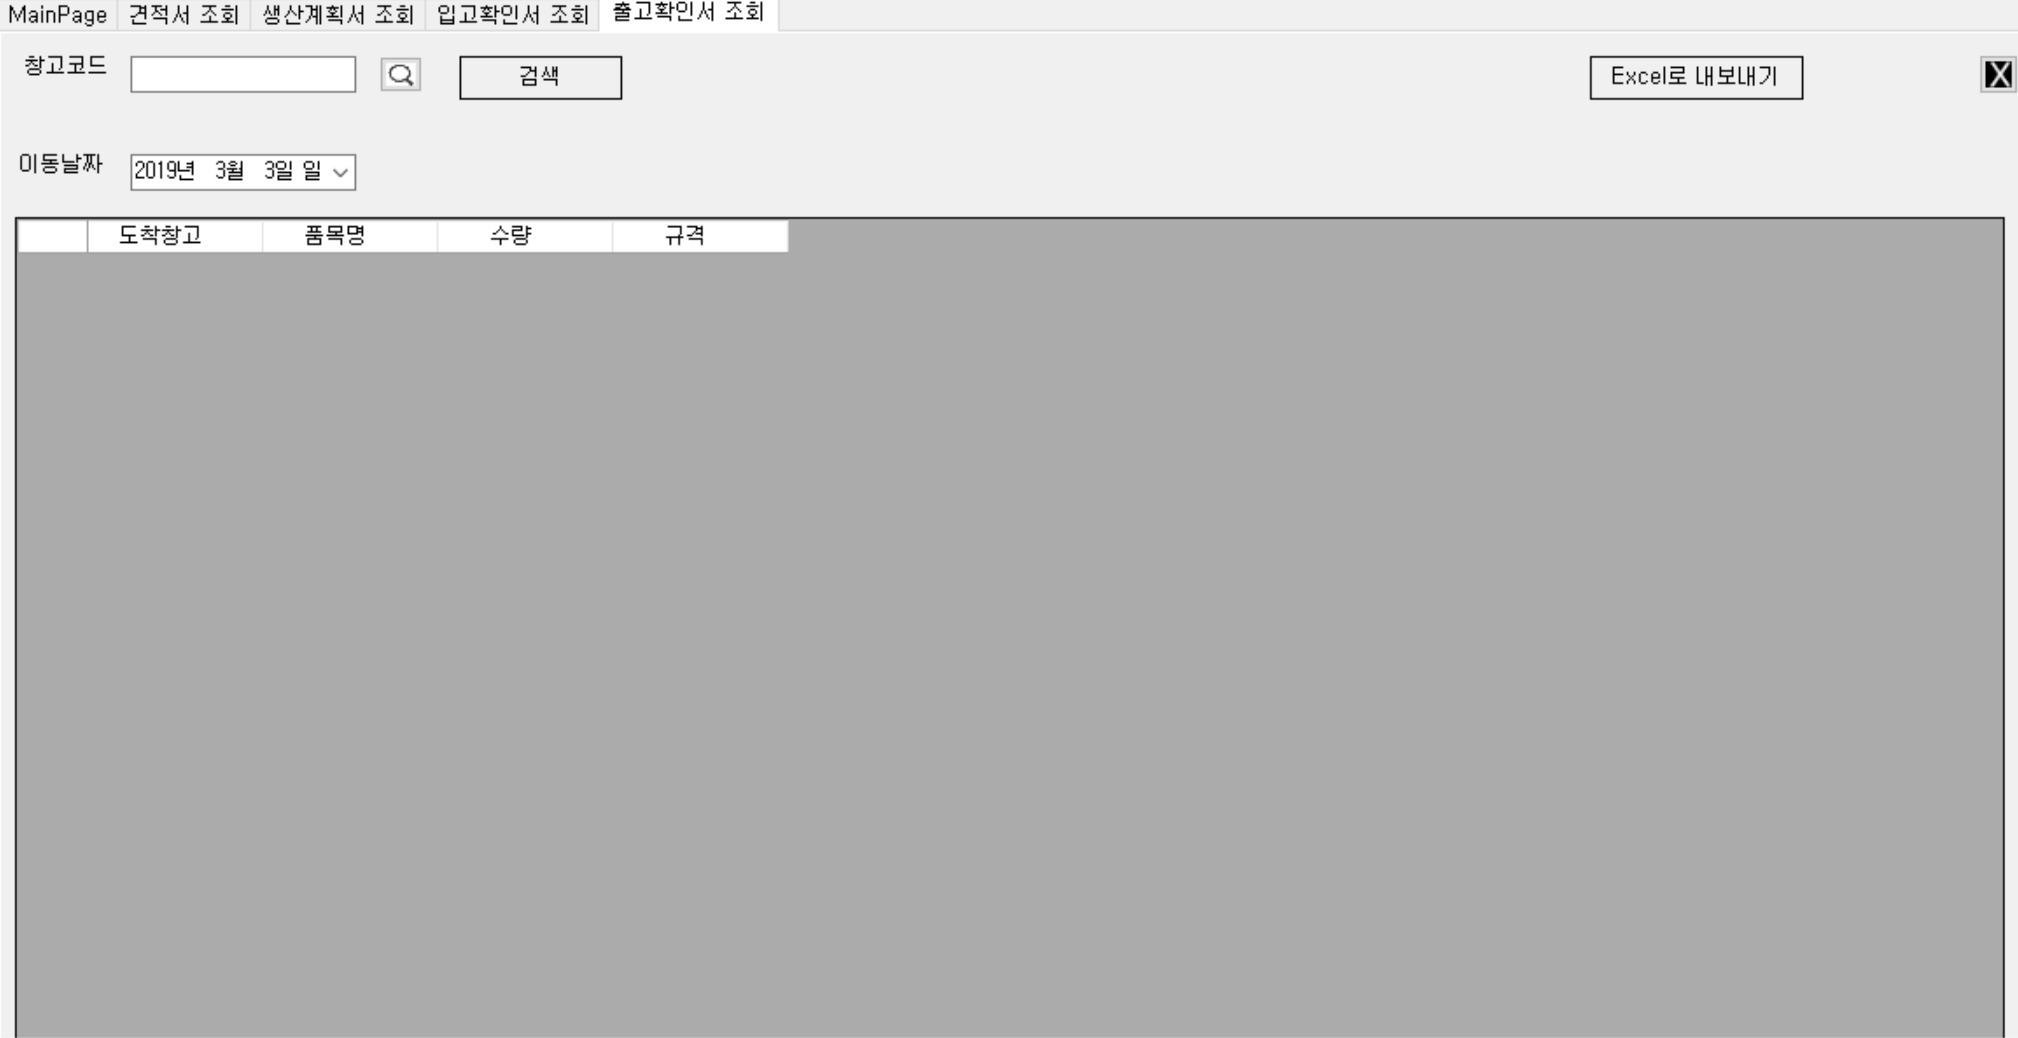 MainPage 견적서 조회 생산계획서 조회 입고확인서 조회 출고확인서 조회
창고코드 검색 Excel로 내보내기 X
이동날짜 2019년 3월 3일 일
도착창고 품목명 수량 규격